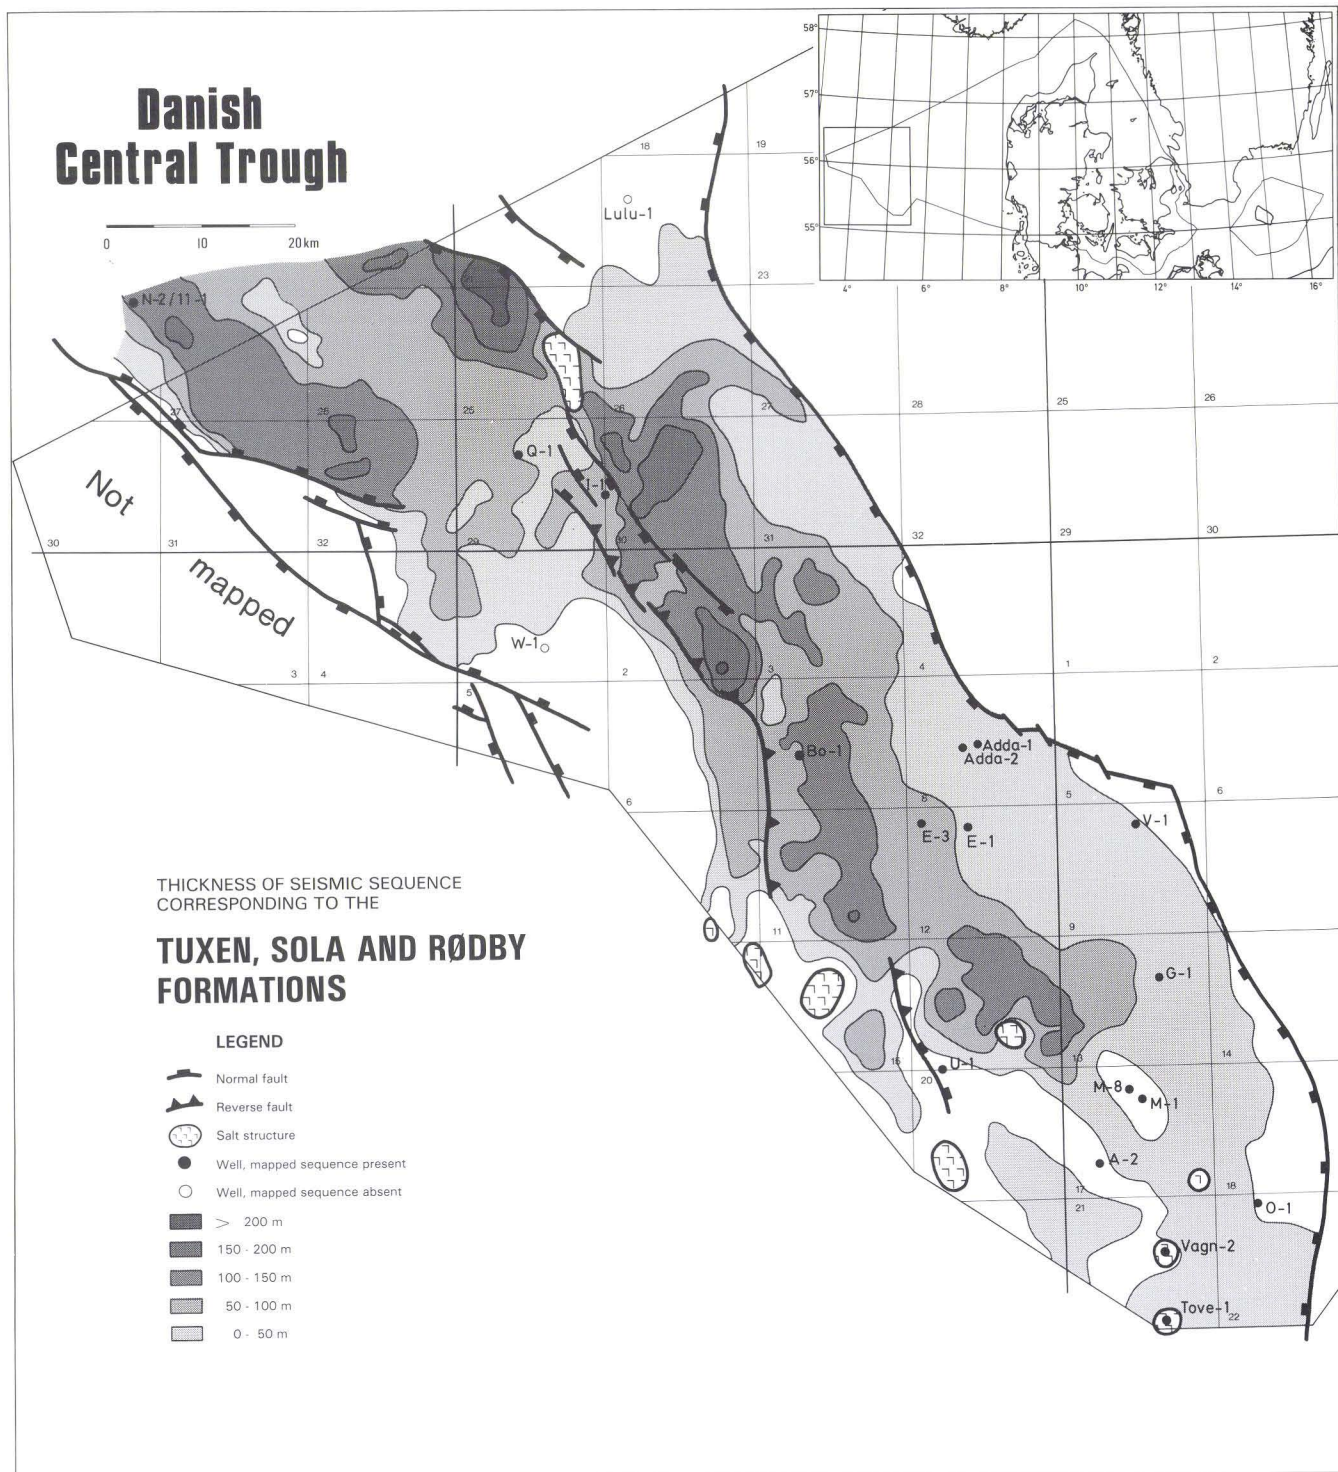 Danish
Central Trough
0 10 20 km
58°
57°
56°
55°
4° 6° 8° 10° 12° 14° 16°
18
19
Lulu-1
23
N-2/11-1
27
28
25
26
27
28
25
26
Q-1
I-1
Not
mapped
30
31
32
29
30
31
32
29
30
W-1
3
4
5
2
3
4
1
2
Adda-1
Adda-2
Bo-1
6
8
5
6
E-3
E-1
V-1
11
12
9
G-1
U-1
16
20
13
14
M-8
M-1
A-2
17
21
18
O-1
Vagn-2
Tove-1
22
THICKNESS OF SEISMIC SEQUENCE
CORRESPONDING TO THE
TUXEN, SOLA AND RØDBY
FORMATIONS
LEGEND
Normal fault
Reverse fault
Salt structure
Well, mapped sequence present
Well, mapped sequence absent
> 200 m
150 - 200 m
100 - 150 m
50 - 100 m
0 - 50 m